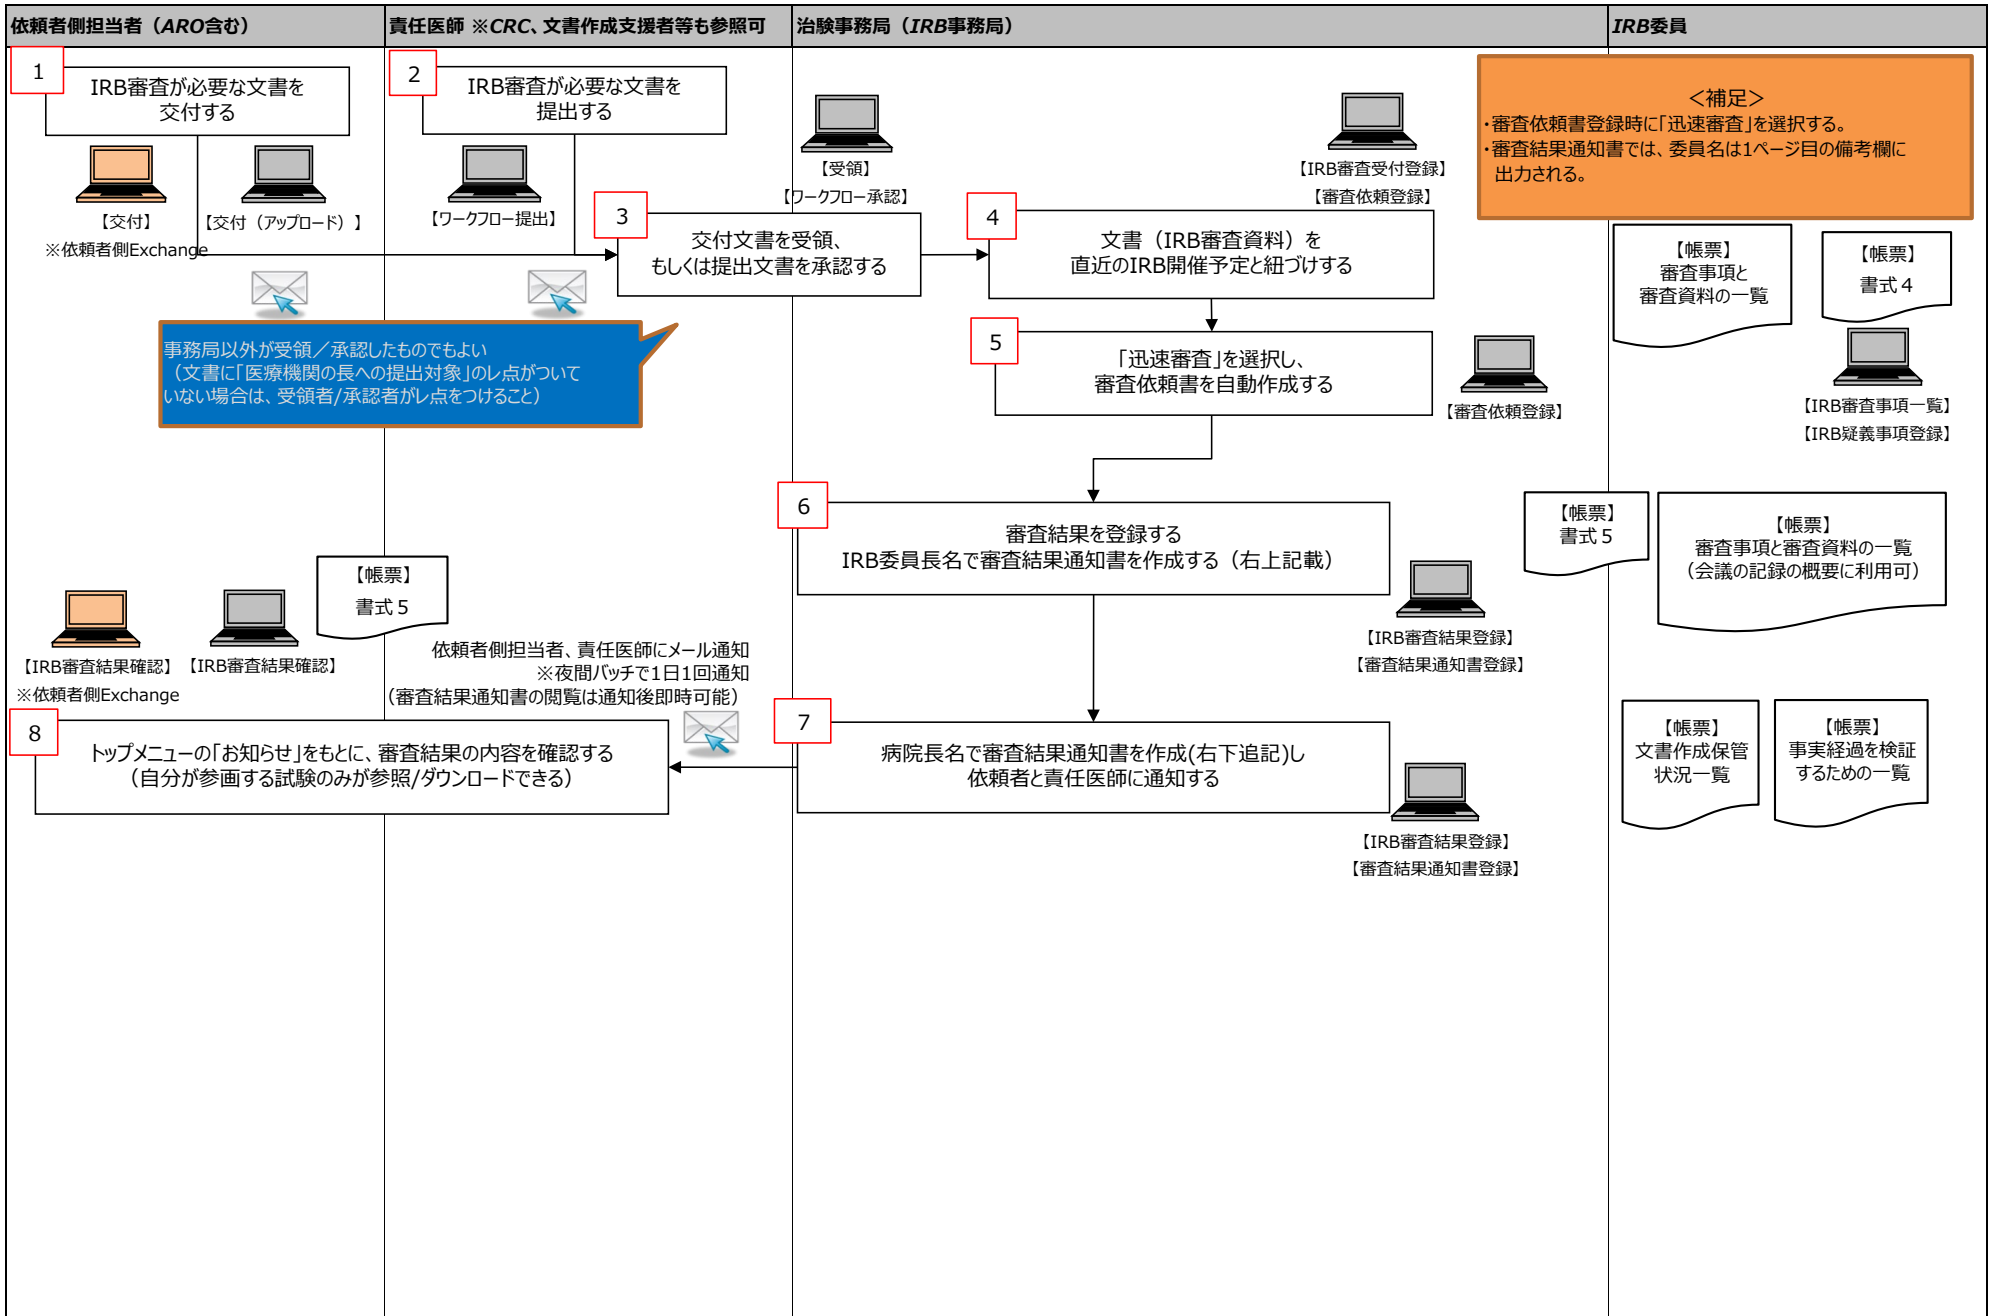 依頼者側担当者（ARO含む）
責任医師 ※CRC、文書作成支援者等も参照可
治験事務局（IRB事務局）
IRB委員
1
IRB審査が必要な文書を
交付する
2
IRB審査が必要な文書を
提出する
【交付】
※依頼者側Exchange
【交付（アップロード）】
【ワークフロー提出】
【受領】
【ワークフロー承認】
3
交付文書を受領、
もしくは提出文書を承認する
【IRB審査受付登録】
【審査依頼登録】
4
文書（IRB審査資料）を
直近のIRB開催予定と紐づけする
＜補足＞
・審査依頼書登録時に「迅速審査」を選択する。
・審査結果通知書では、委員名は1ページ目の備考欄に
出力される。
【帳票】
審査事項と
審査資料の一覧
【帳票】
書式４
事務局以外が受領／承認したものでもよい
（文書に「医療機関の長への提出対象」のレ点がついて
いない場合は、受領者/承認者がレ点をつけること）
5
「迅速審査」を選択し、
審査依頼書を自動作成する
【審査依頼登録】
【IRB審査事項一覧】
【IRB疑義事項登録】
6
審査結果を登録する
IRB委員長名で審査結果通知書を作成する（右上記載）
【IRB審査結果登録】
【審査結果通知書登録】
【帳票】
書式５
【帳票】
審査事項と審査資料の一覧
（会議の記録の概要に利用可）
【帳票】
書式５
【IRB審査結果確認】
※依頼者側Exchange
【IRB審査結果確認】
依頼者側担当者、責任医師にメール通知
※夜間バッチで1日1回通知
（審査結果通知書の閲覧は通知後即時可能）
7
病院長名で審査結果通知書を作成(右下追記)し
依頼者と責任医師に通知する
【IRB審査結果登録】
【審査結果通知書登録】
8
トップメニューの「お知らせ」をもとに、審査結果の内容を確認する
（自分が参画する試験のみが参照/ダウンロードできる）
【帳票】
文書作成保管
状況一覧
【帳票】
事実経過を検証
するための一覧